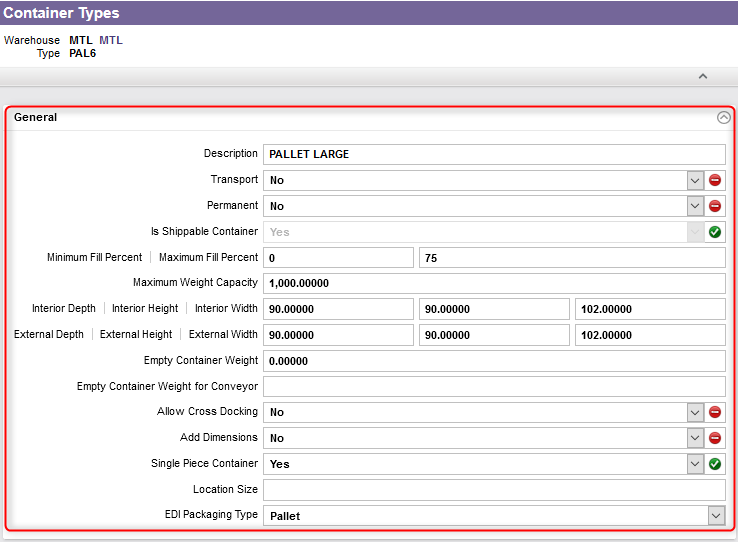 Container Types
Warehouse MTL MTL
Type PAL6
General
Description PALLET LARGE
Transport No
Permanent No
Is Shippable Container Yes
Minimum Fill Percent Maximum Fill Percent 0 75
Maximum Weight Capacity 1,000.00000
Interior Depth Interior Height Interior Width 90.00000 90.00000 102.00000
External Depth External Height External Width 90.00000 90.00000 102.00000
Empty Container Weight 0.00000
Empty Container Weight for Conveyor
Allow Cross Docking No
Add Dimensions No
Single Piece Container Yes
Location Size
EDI Packaging Type Pallet